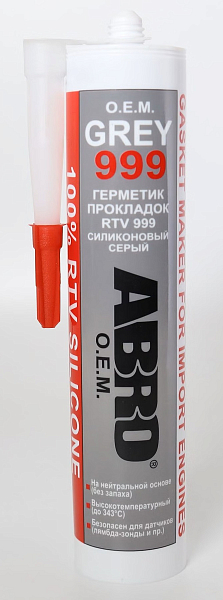 O.E.M.
GREY
999
ГЕРМЕТИК
ПРОКЛАДОК
RTV 999
СИЛИКОНОВЫЙ
СЕРЫЙ
ABRO®
O.E.M.
На нейтральной основе
(без запаха)
Высокотемпературный
(до 343°С)
Безопасен для датчиков
(лямбда-зонды и пр.)
100% RTV SILICONE
GASKET MAKER FOR IMPORT ENGINES